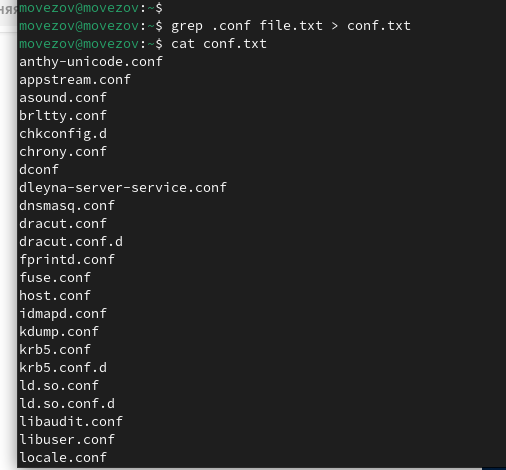 movezov@movezov:~$
movezov@movezov:~$ grep .conf file.txt > conf.txt
movezov@movezov:~$ cat conf.txt
anthy-unicode.conf
appstream.conf
asound.conf
brltty.conf
chkconfig.d
chrony.conf
dconf
dleyna-server-service.conf
dnsmasq.conf
dracut.conf
dracut.conf.d
fprintd.conf
fuse.conf
host.conf
idmapd.conf
kdump.conf
krb5.conf
krb5.conf.d
ld.so.conf
ld.so.conf.d
libaudit.conf
libuser.conf
locale.conf